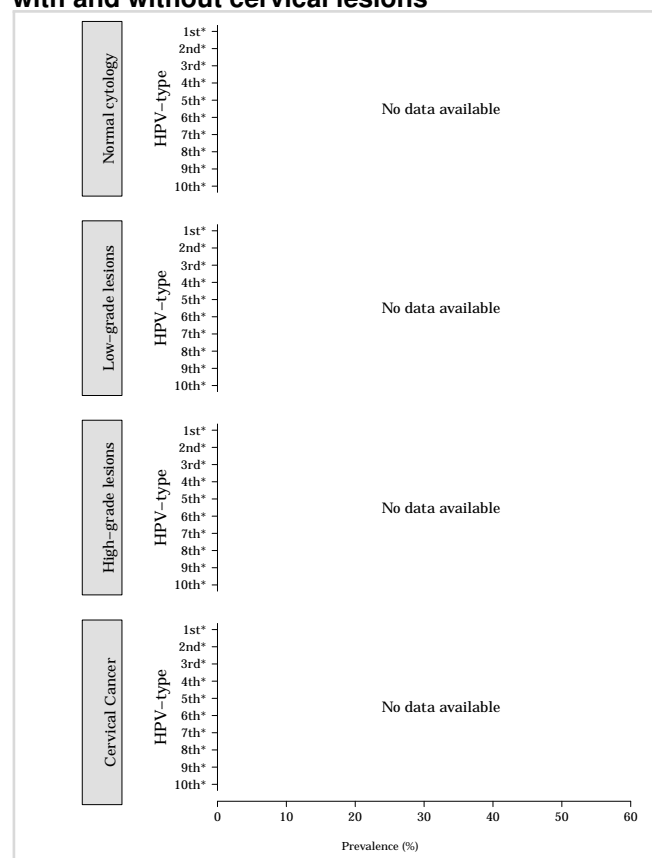 with and without cervical lesions
Normal cytology
HPV−type
1st*
2nd*
3rd*
4th*
5th*
6th*
7th*
8th*
9th*
10th*
No data available
Low−grade lesions
HPV−type
1st*
2nd*
3rd*
4th*
5th*
6th*
7th*
8th*
9th*
10th*
No data available
High−grade lesions
HPV−type
1st*
2nd*
3rd*
4th*
5th*
6th*
7th*
8th*
9th*
10th*
No data available
Cervical Cancer
HPV−type
1st*
2nd*
3rd*
4th*
5th*
6th*
7th*
8th*
9th*
10th*
No data available
0 10 20 30 40 50 60
Prevalence (%)